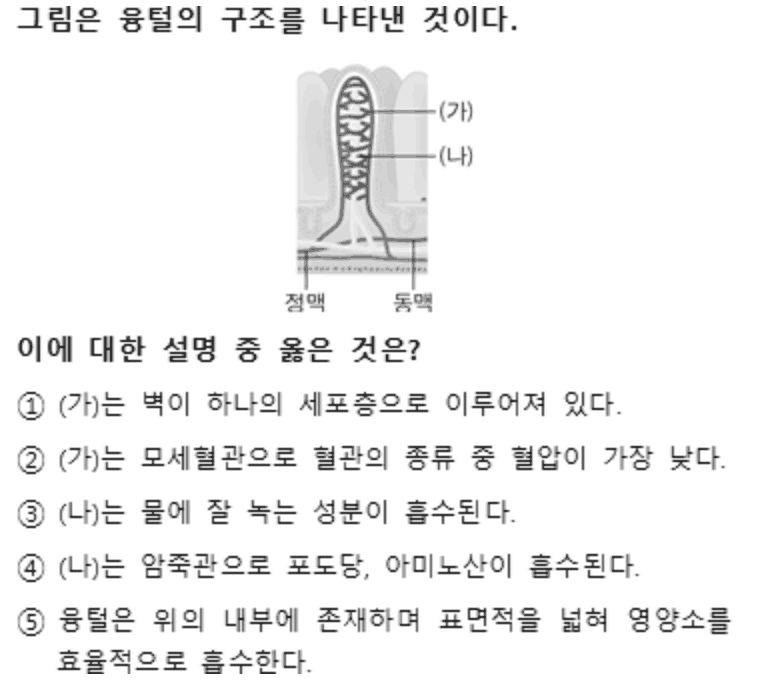 그림은 융털의 구조를 나타낸 것이다.
(가)
(나)
정맥 동맥
이에 대한 설명 중 옳은 것은?
① (가)는 벽이 하나의 세포층으로 이루어져 있다.
② (가)는 모세혈관으로 혈관의 종류 중 혈압이 가장 낮다.
③ (나)는 물에 잘 녹는 성분이 흡수된다.
④ (나)는 암죽관으로 포도당, 아미노산이 흡수된다.
⑤ 융털은 위의 내부에 존재하며 표면적을 넓혀 영양소를
효율적으로 흡수한다.